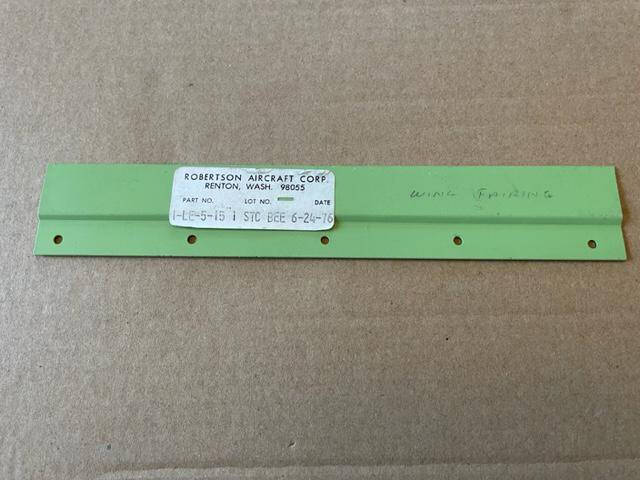 ROBERTSON AIRCRAFT CORP.
RENTON, WASH. 98055
PART NO. LOT NO. DATE
1-LE-5-15 1 STC BEE 6-24-76
WING FAIRING